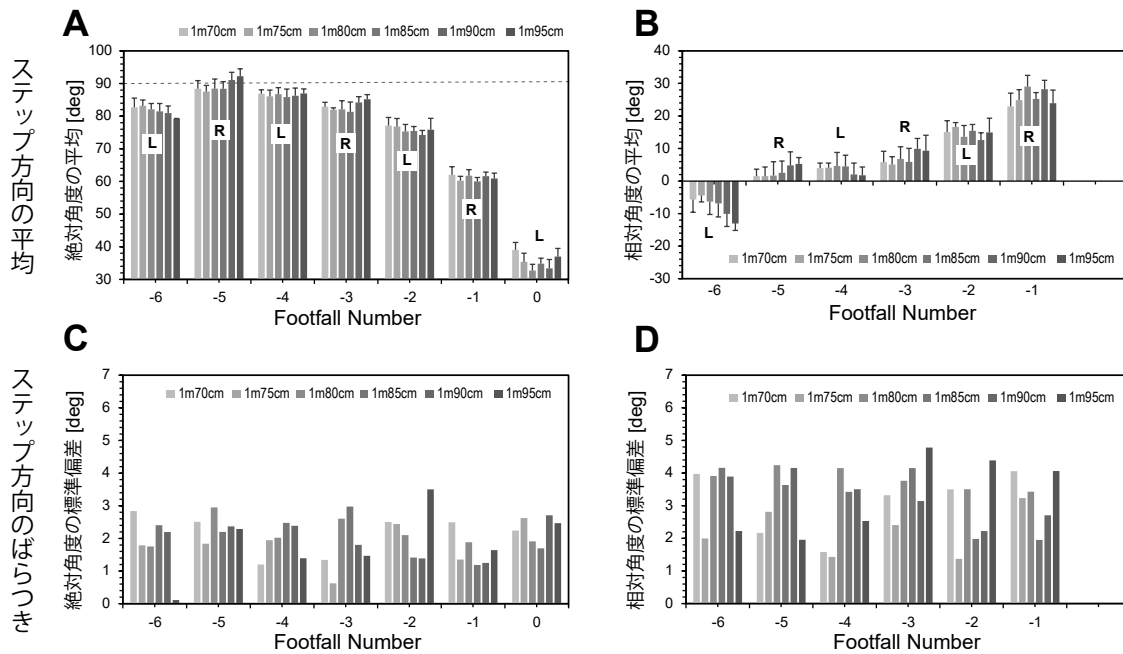 ステップ方向の平均
A
1m70cm 1m75cm 1m80cm 1m85cm 1m90cm 1m95cm
絶対角度の平均 [deg]
100
90
80
70
60
50
40
30
L
R
L
R
L
R
L
-6 -5 -4 -3 -2 -1 0
Footfall Number
B
相対角度の平均 [deg]
40
30
20
10
0
-10
-20
-30
L
R
L
R
L
R
1m70cm 1m75cm 1m80cm 1m85cm 1m90cm 1m95cm
-6 -5 -4 -3 -2 -1
Footfall Number
ステップ方向のばらつき
C
絶対角度の標準偏差 [deg]
7
6
5
4
3
2
1
0
1m70cm 1m75cm 1m80cm 1m85cm 1m90cm 1m95cm
-6 -5 -4 -3 -2 -1 0
Footfall Number
D
相対角度の標準偏差 [deg]
7
6
5
4
3
2
1
0
1m70cm 1m75cm 1m80cm 1m85cm 1m90cm 1m95cm
-6 -5 -4 -3 -2 -1
Footfall Number